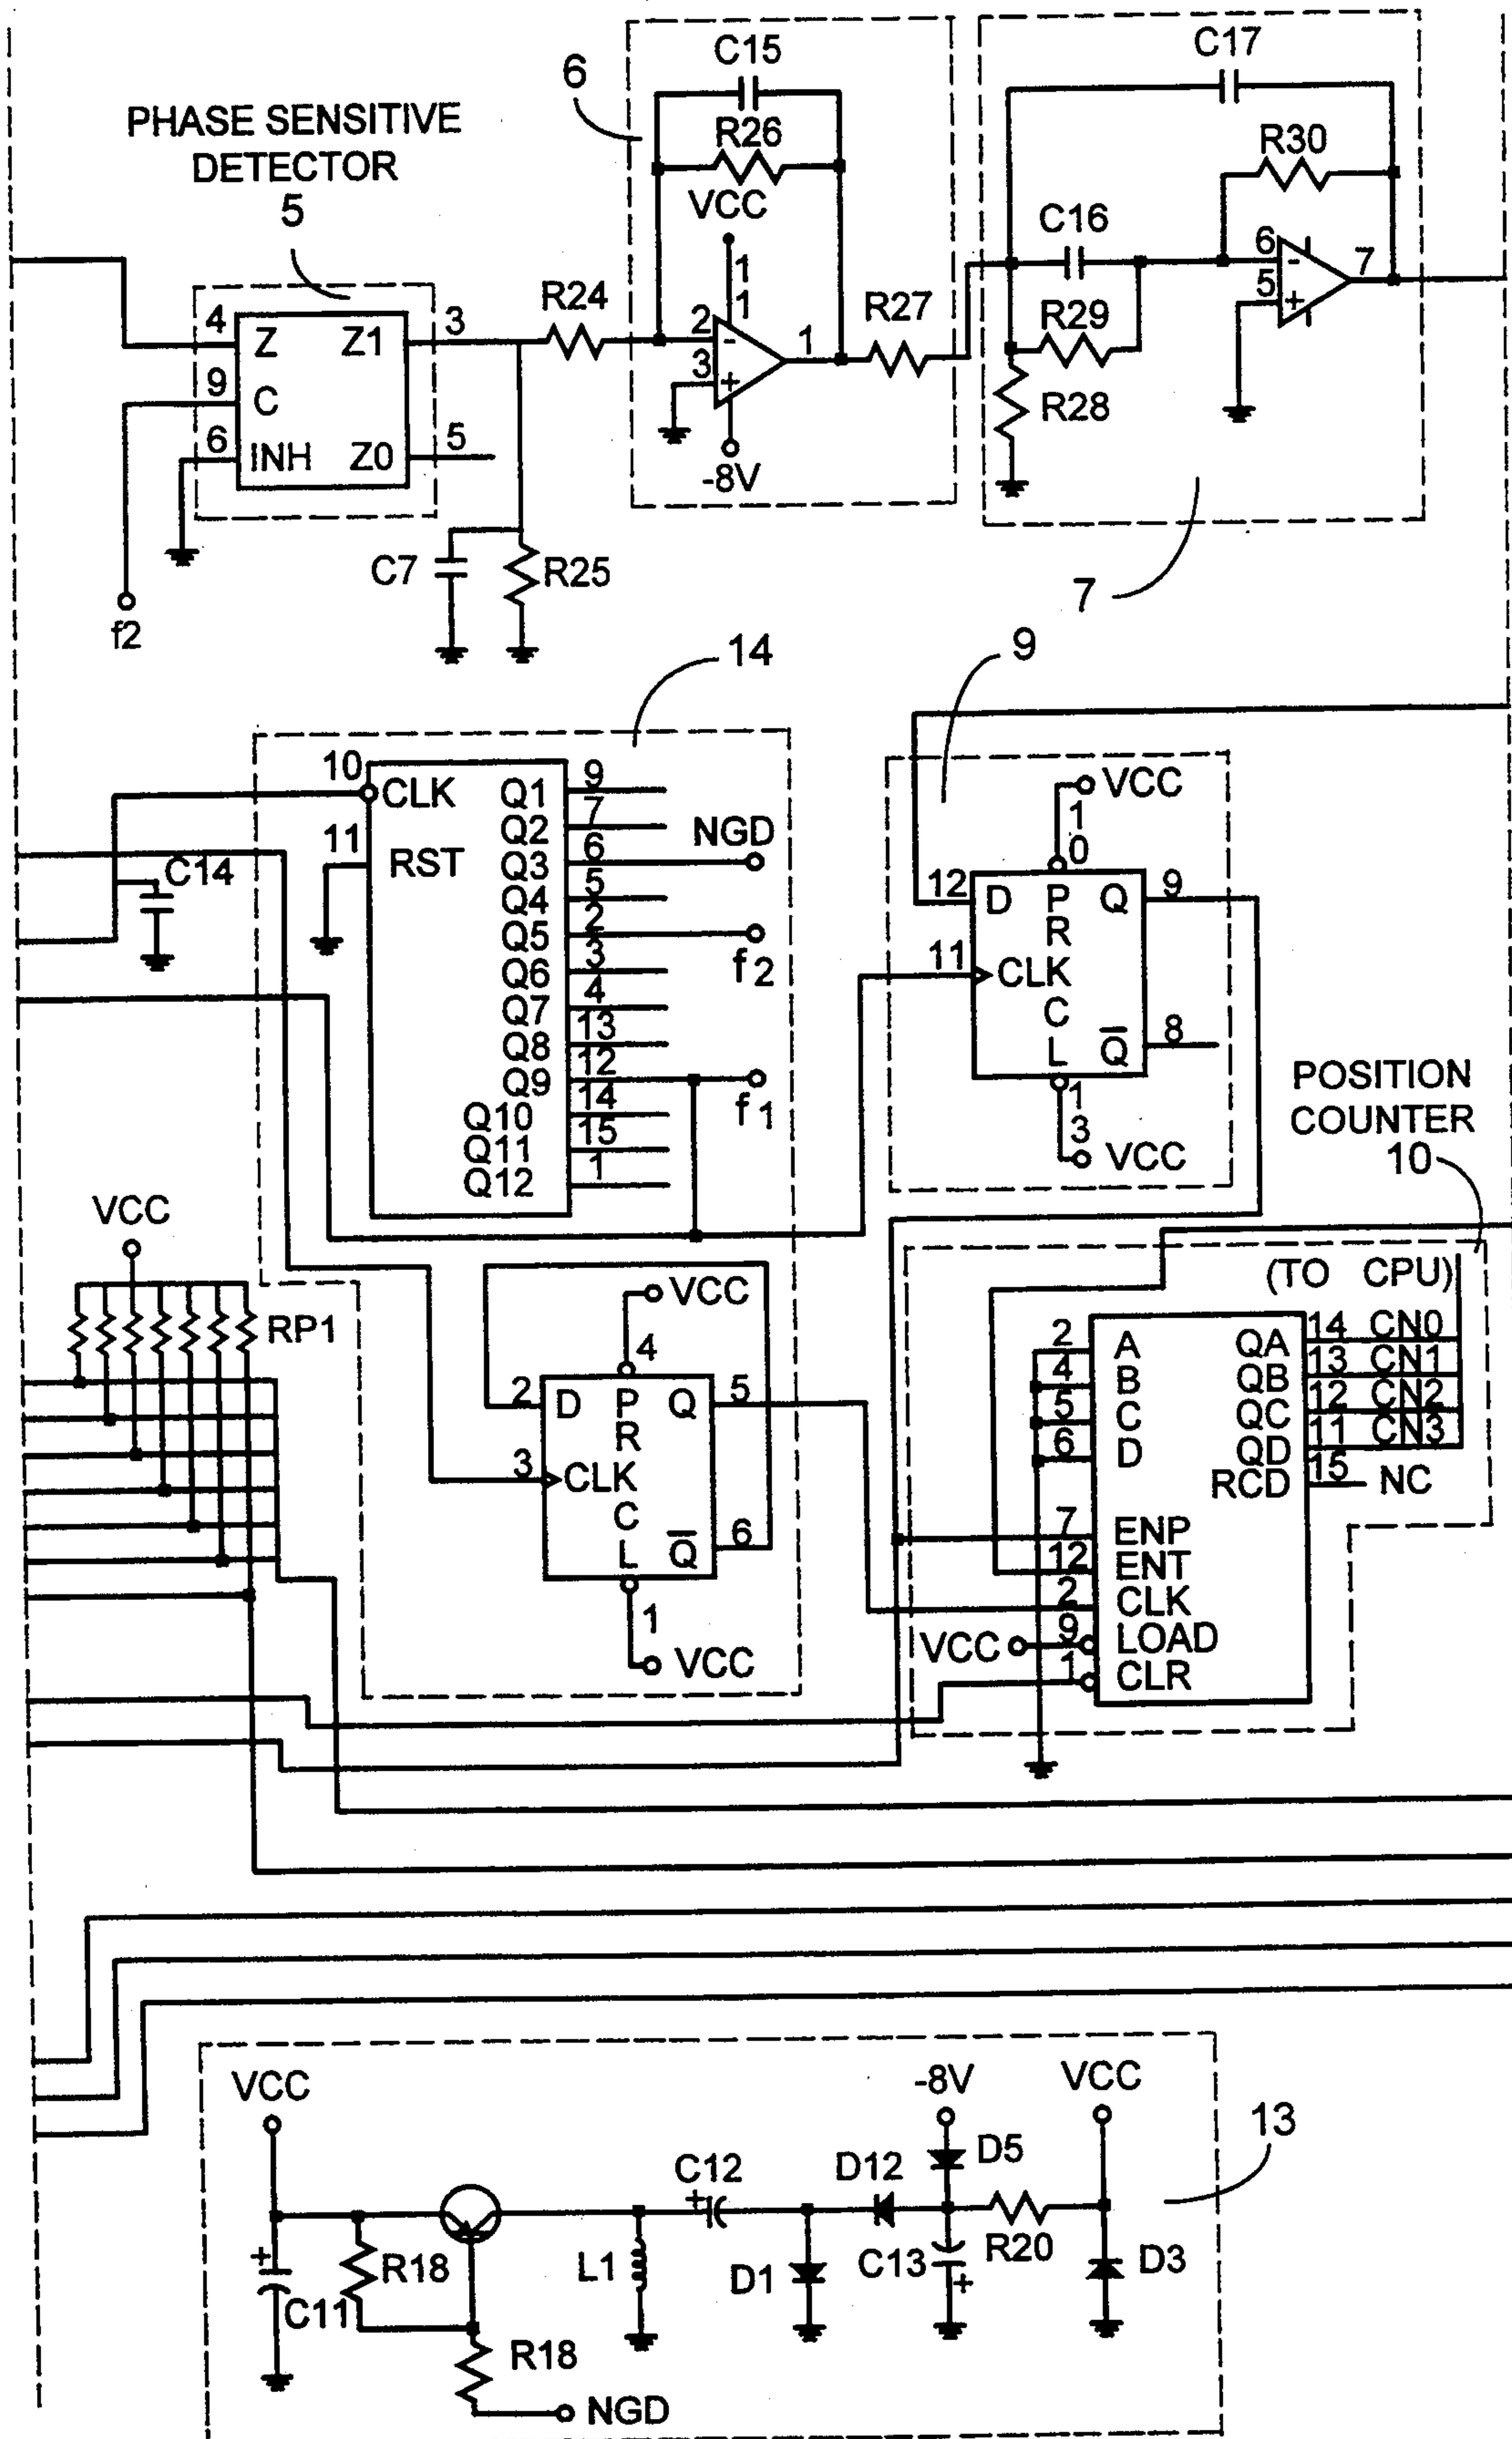 C15
C17
6
PHASE SENSITIVE
DETECTOR
5
R26
VCC
R30
C16
1
1
4
Z
Z1
3
R24
2
-
3
+
1
R27
6
-
5
+
7
R29
R28
9
C
6
INH
Z0
5
-8V
C7
R25
f2
7
14
9
10
CLK
11
RST
C14
Q1
9
Q2
7
Q3
6
NGD
Q4
5
Q5
2
f2
Q6
3
Q7
4
Q8
13
Q9
12
f1
Q10
14
Q11
15
Q12
1
VCC
1
0
12
D
P
R
Q
9
11
CLK
C
L
Q
8
1
3
VCC
POSITION
COUNTER
10
VCC
RP1
VCC
4
2
D
P
R
Q
5
3
CLK
C
L
Q
6
1
VCC
(TO CPU)
2
A
QA
14
CN0
4
B
QB
13
CN1
5
C
QC
12
CN2
6
D
QD
11
CN3
RCD
15
NC
7
ENP
12
ENT
2
CLK
VCC
9
LOAD
1
CLR
VCC
-8V
VCC
13
C12
+
D12
D5
+
C11
R18
L1
D1
C13
+
R20
D3
R18
NGD